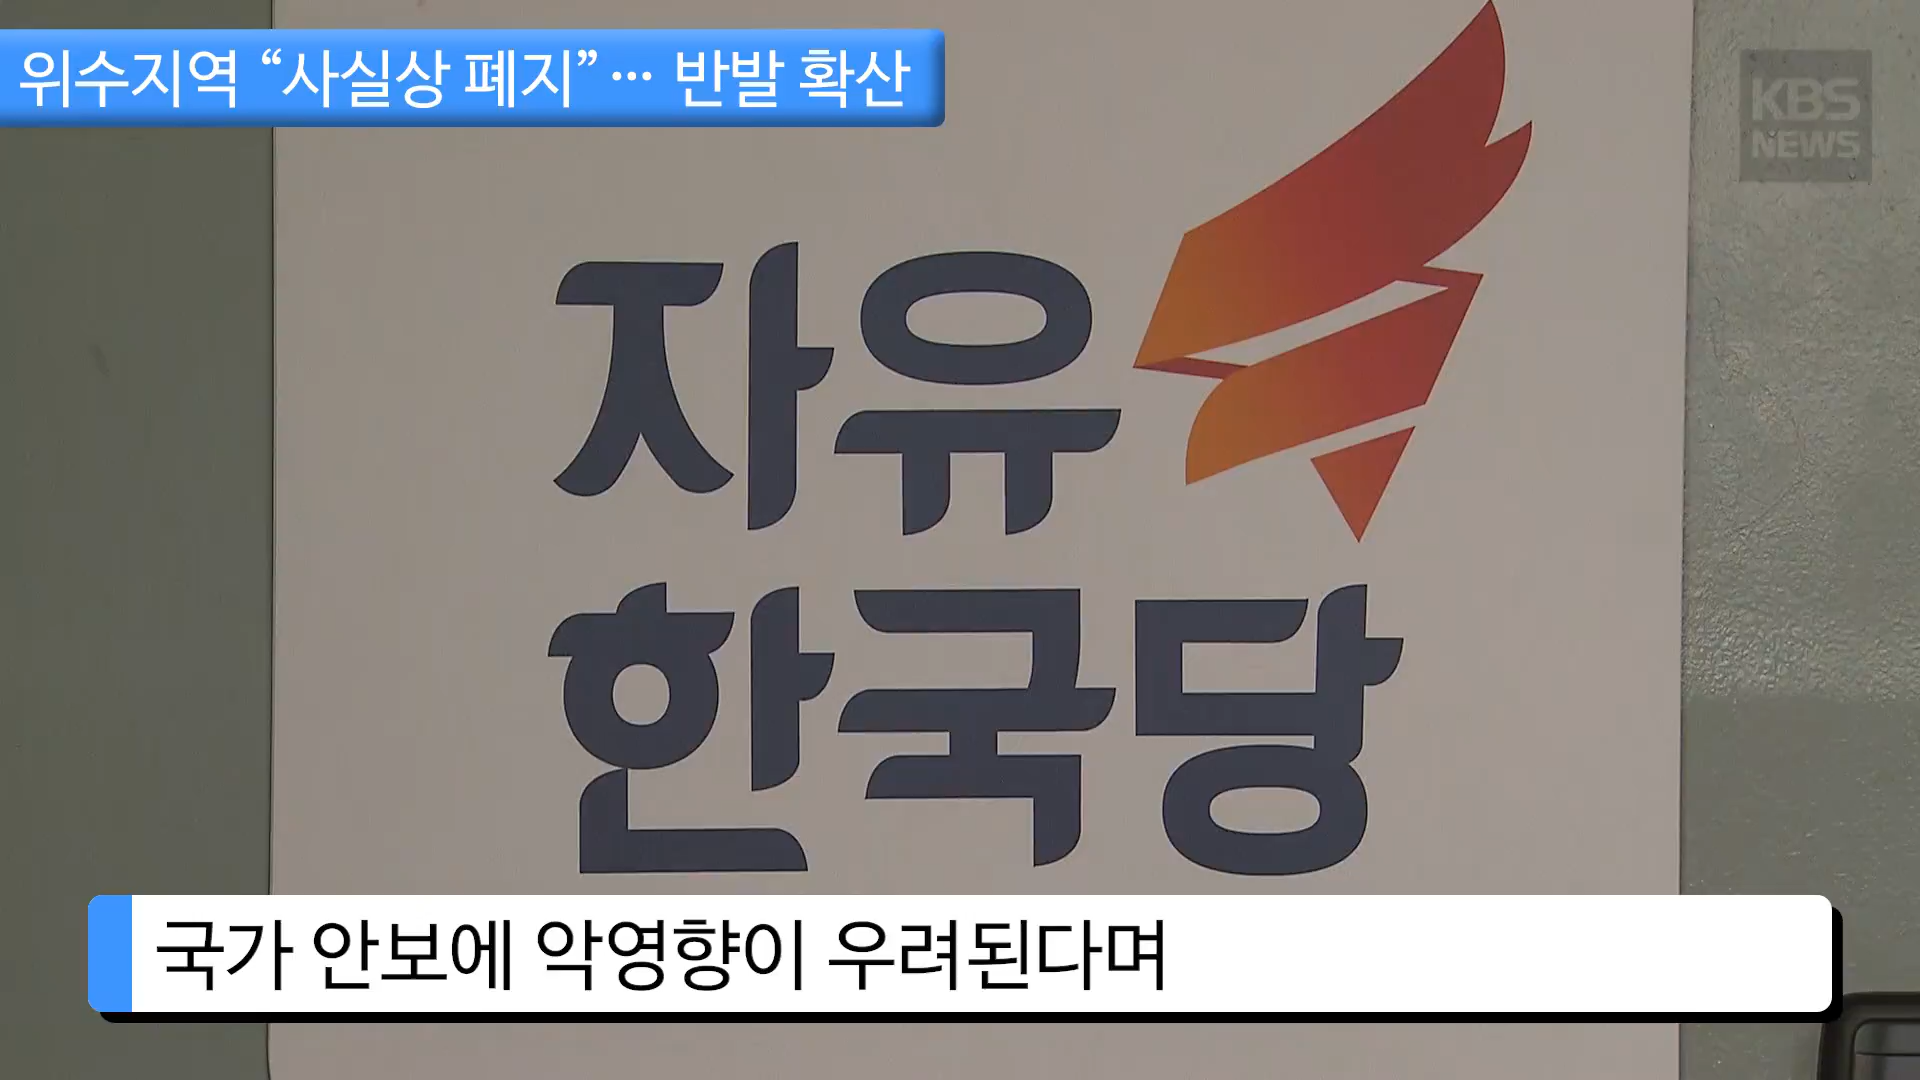 위수지역 “사실상 폐지”… 반발 확산
KBS
NEWS
자유
한국당
국가 안보에 악영향이 우려된다며